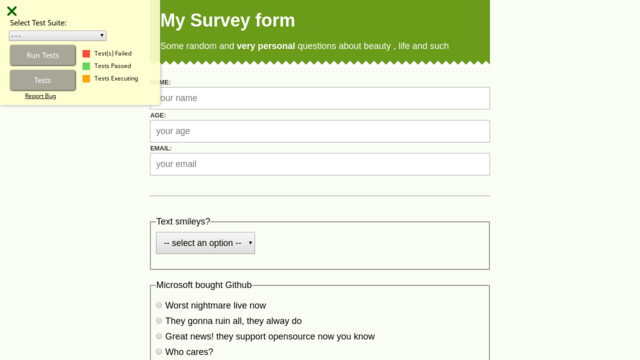 Select Test Suite:
- - -
Run Tests
Tests
Test(s) Failed
Tests Passed
Tests Executing
Report Bug
My Survey form
Some random and very personal questions about beauty , life and such
NAME:
your name
AGE:
your age
EMAIL:
your email
Text smileys?
-- select an option --
Microsoft bought Github
Worst nightmare live now
They gonna ruin all, they alway do
Great news! they support opensource now you know
Who cares?